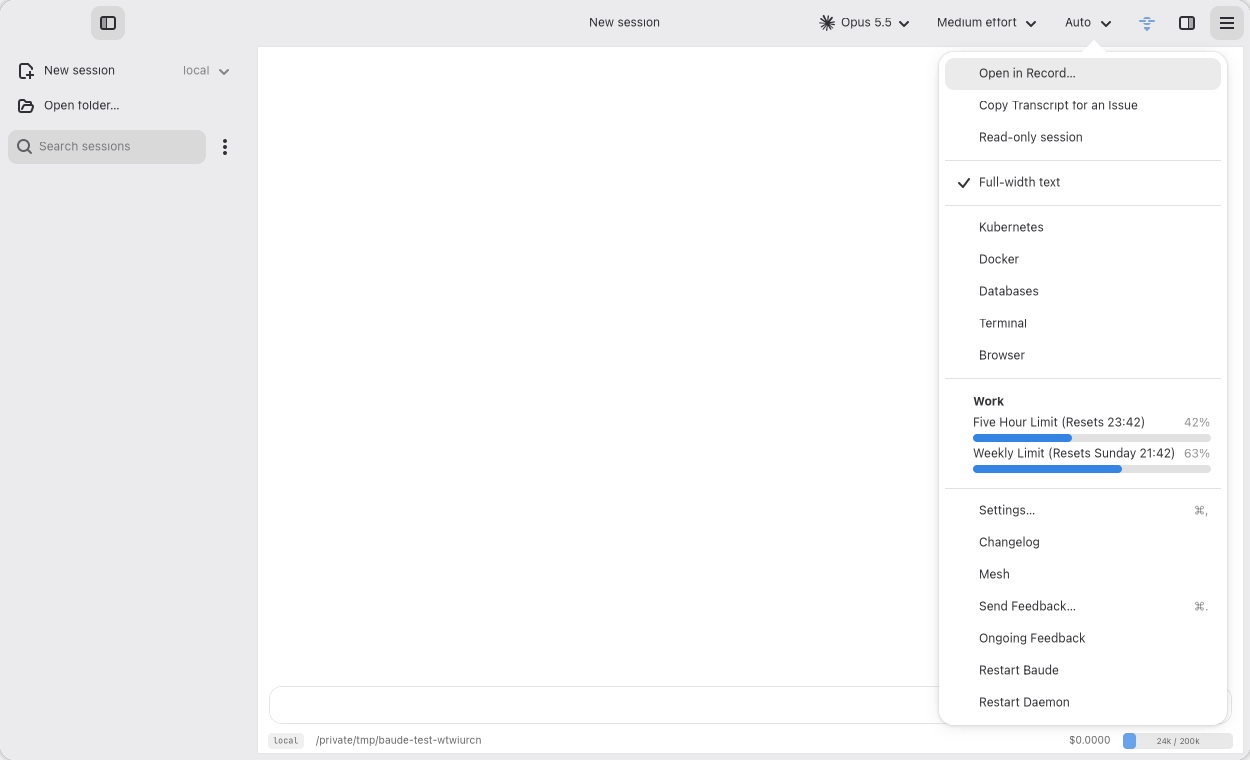 New session
Opus 5.5
Medium effort
Auto
New session
local
Open folder...
Search sessions
Open in Record...
Copy Transcript for an Issue
Read-only session
Full-width text
Kubernetes
Docker
Databases
Terminal
Browser
Work
Five Hour Limit (Resets 23:42) 42%
Weekly Limit (Resets Sunday 21:42) 63%
Settings... ⌘,
Changelog
Mesh
Send Feedback... ⌘.
Ongoing Feedback
Restart Baude
Restart Daemon
local /private/tmp/baude-test-wtwiurcn
$0.0000 24k / 200k